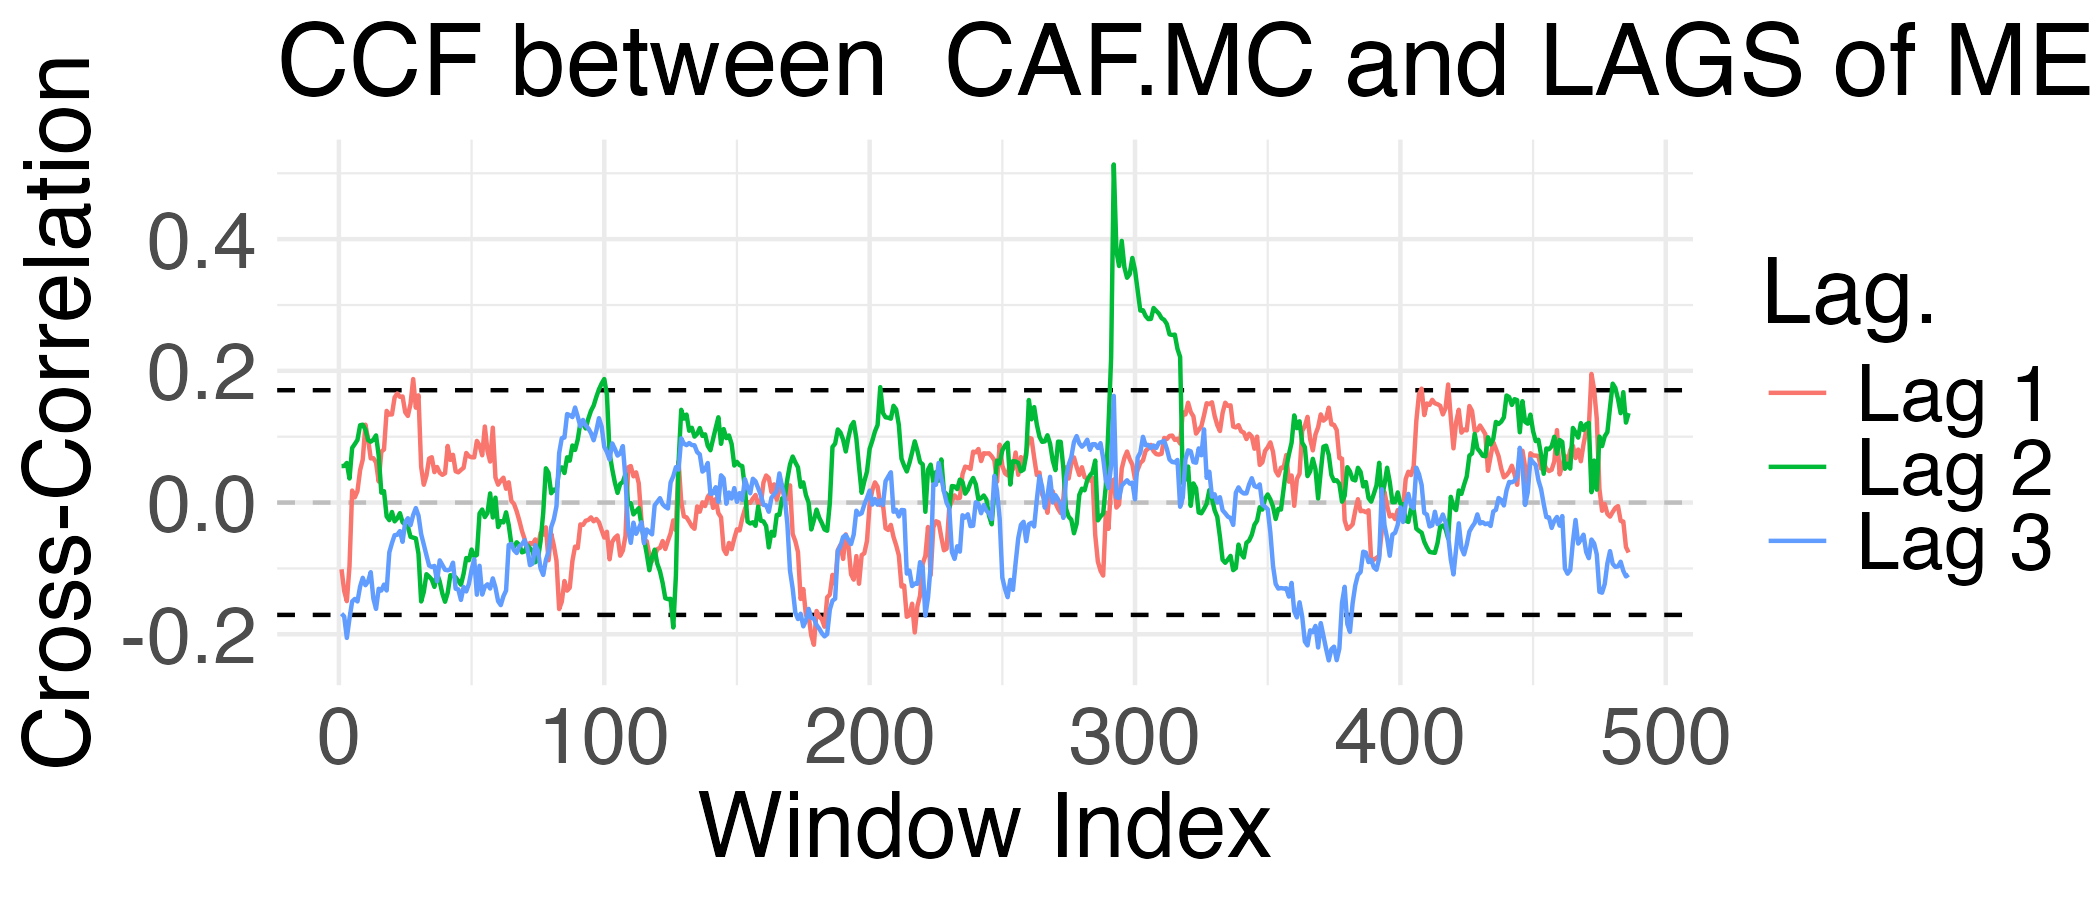 CCF between  CAF.MC and LAGS of ME
Cross-Correlation
0.4
0.2
0.0
-0.2
0 100 200 300 400 500
Window Index
Lag.
Lag 1
Lag 2
Lag 3